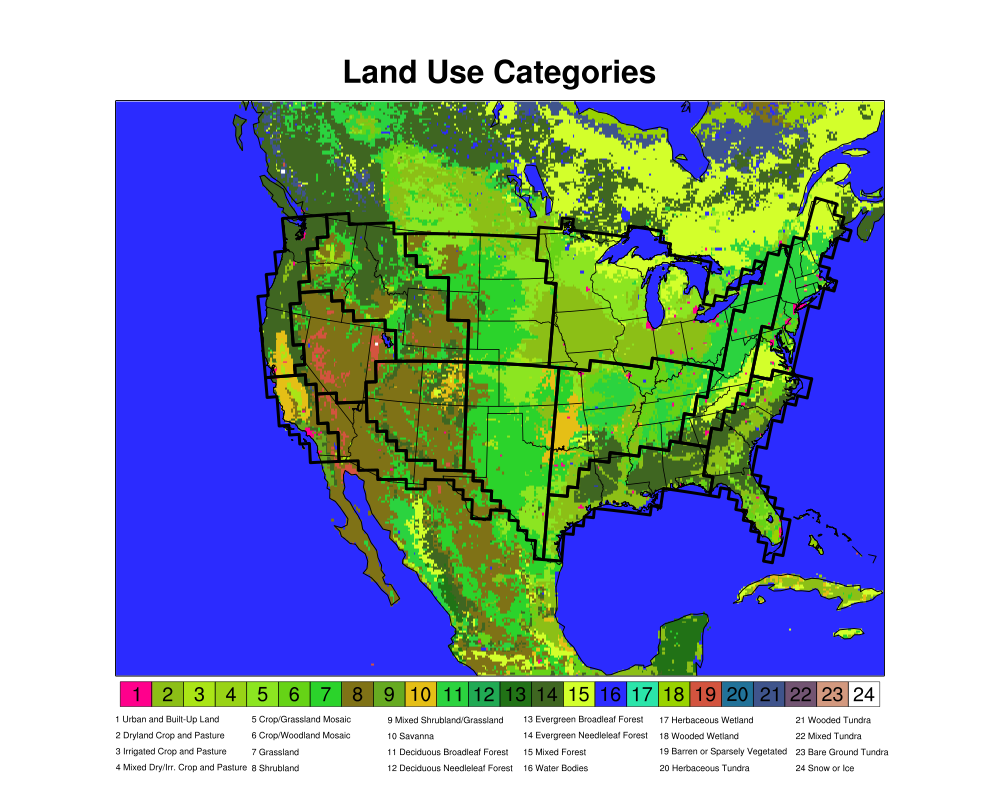 Land Use Categories
1 2 3 4 5 6 7 8 9 10 11 12 13 14 15 16 17 18 19 20 21 22 23 24
1 Urban and Built-Up Land 5 Crop/Grassland Mosaic 9 Mixed Shrubland/Grassland 13 Evergreen Broadleaf Forest 17 Herbaceous Wetland 21 Wooded Tundra
2 Dryland Crop and Pasture 6 Crop/Woodland Mosaic 10 Savanna 14 Evergreen Needleleaf Forest 18 Wooded Wetland 22 Mixed Tundra
3 Irrigated Crop and Pasture 7 Grassland 11 Deciduous Broadleaf Forest 15 Mixed Forest 19 Barren or Sparsely Vegetated 23 Bare Ground Tundra
4 Mixed Dry/Irr. Crop and Pasture 8 Shrubland 12 Deciduous Needleleaf Forest 16 Water Bodies 20 Herbaceous Tundra 24 Snow or Ice